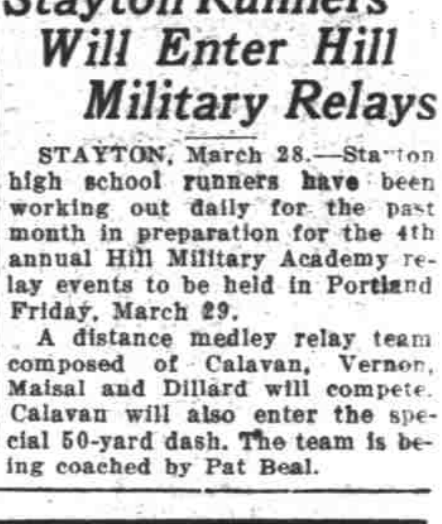 Stayton Runners
Will Enter Hill
Military Relays
STAYTON, March 28.—Stayton
high school runners have been
working out daily for the past
month in preparation for the 4th
annual Hill Military Academy re-
lay events to be held in Portland
Friday, March 29.
A distance medley relay team
composed of Calavan, Vernon,
Maisal and Dillard will compete.
Calavan will also enter the spe-
cial 50-yard dash. The team is be-
ing coached by Pat Beal.